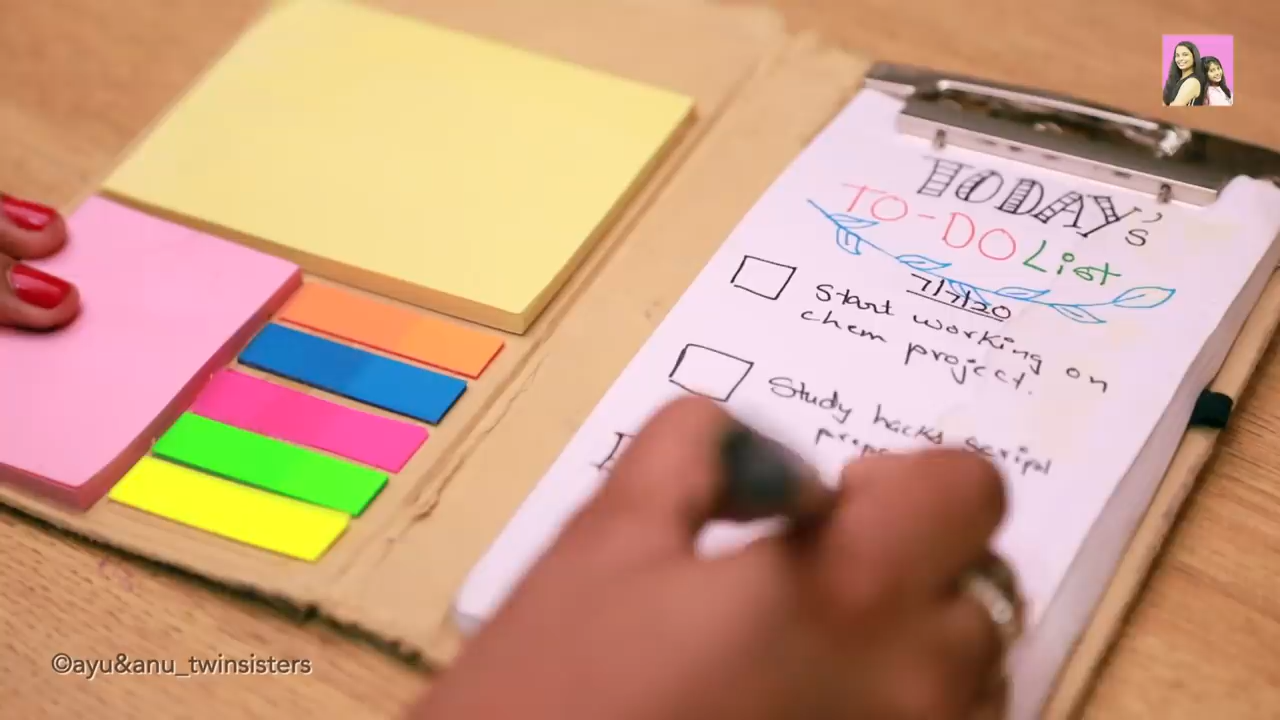 TODAY's
TO-DO List
7/7/20
Start working on
chem project.
Study hacks script
©ayu&anu_twinsisters